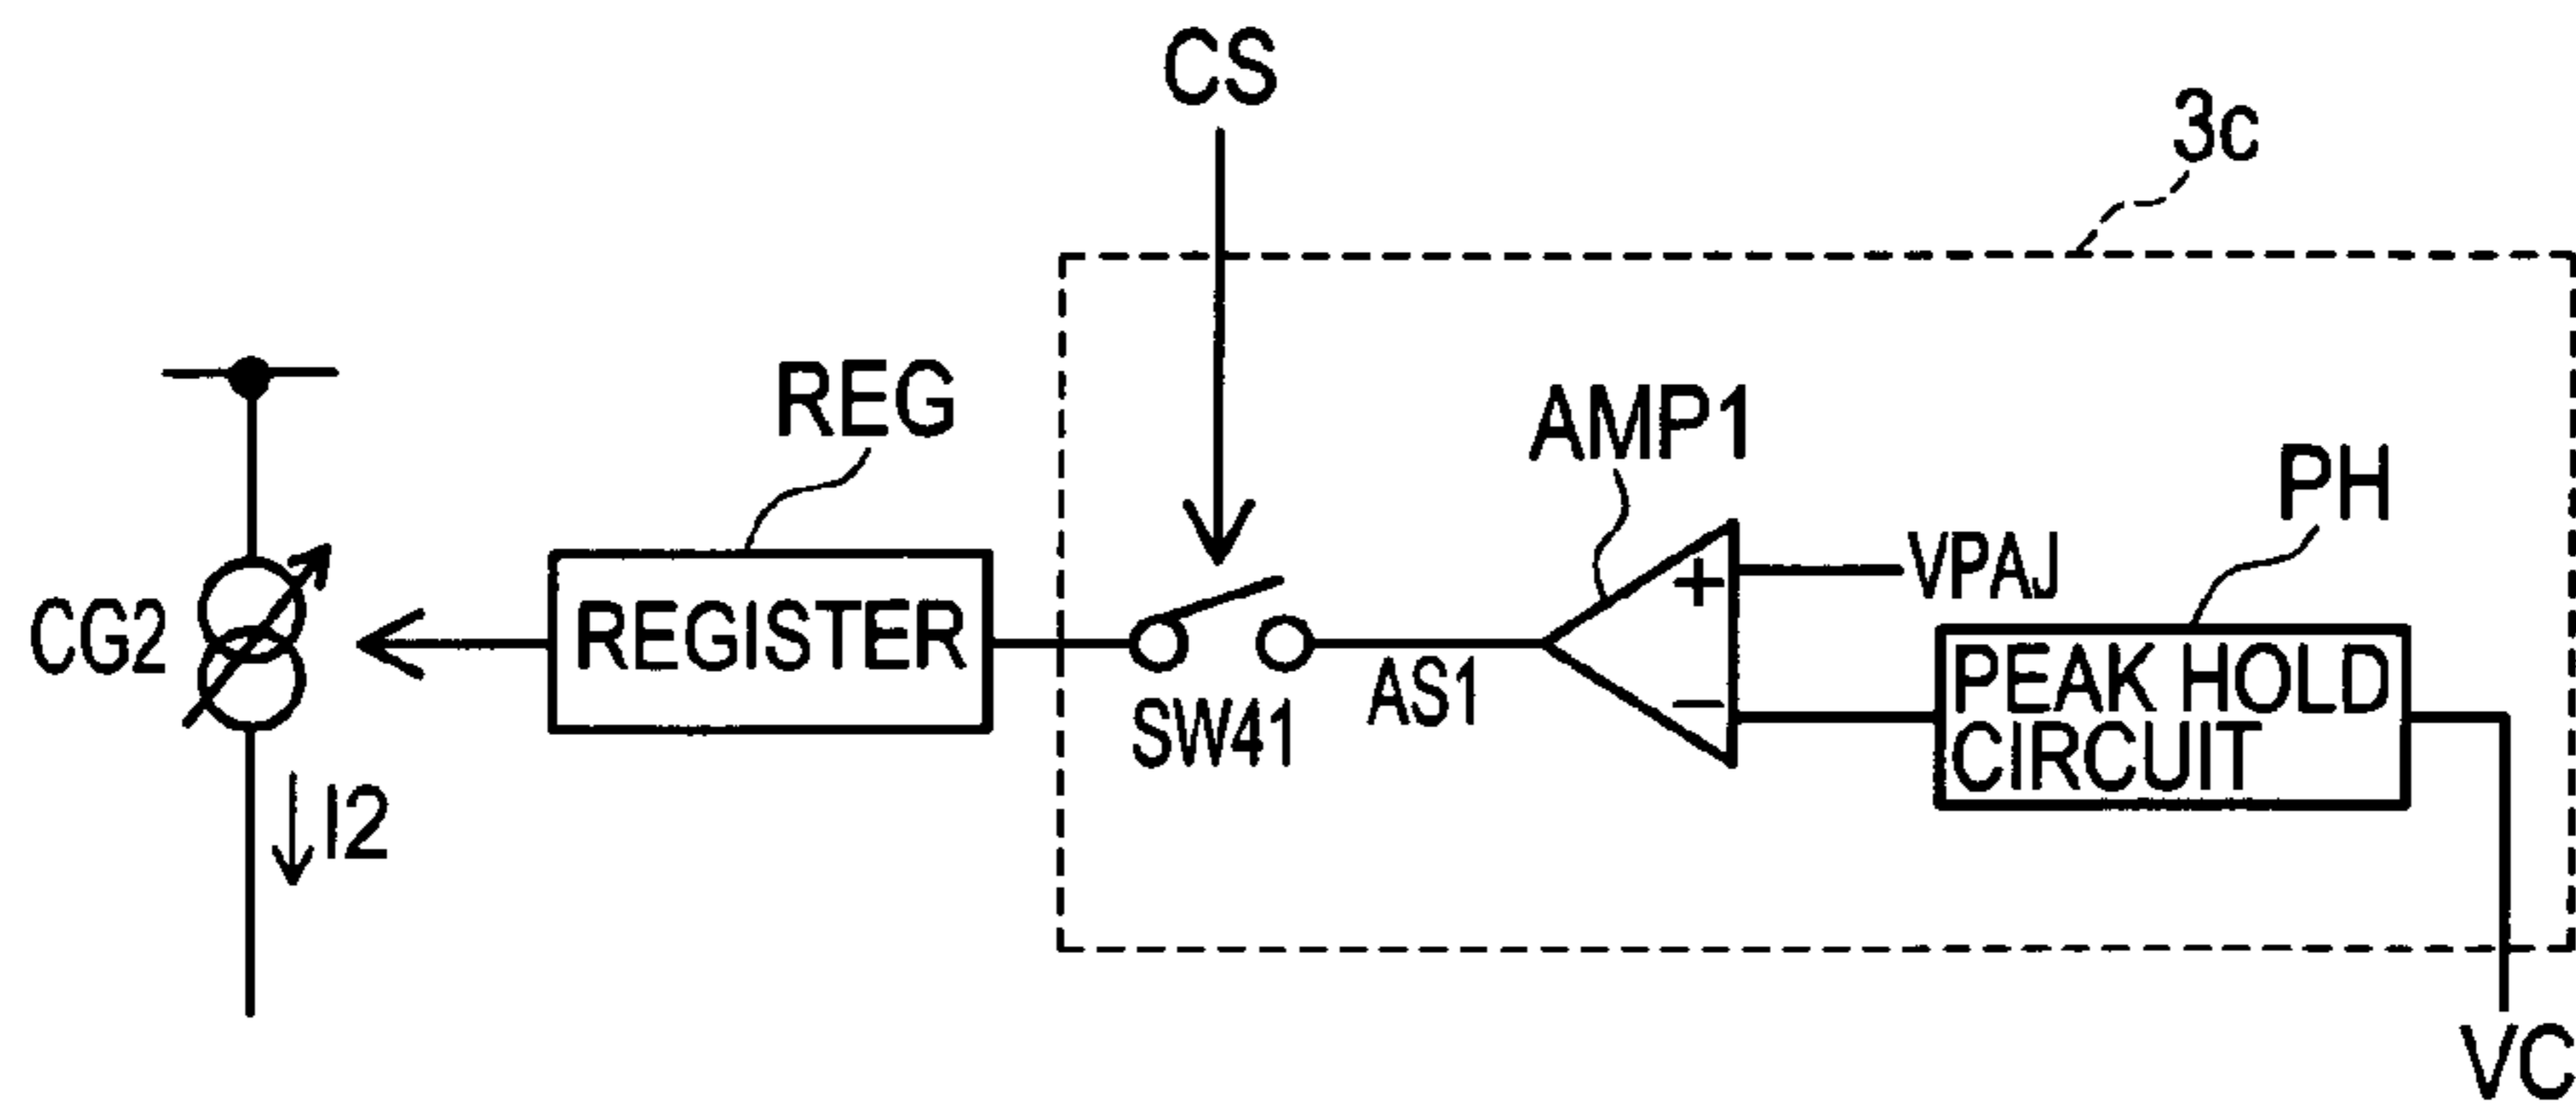 CS
3c
REG
AMP1
PH
VPAJ
CG2
REGISTER
PEAK HOLD
CIRCUIT
AS1
SW41
I2
VC